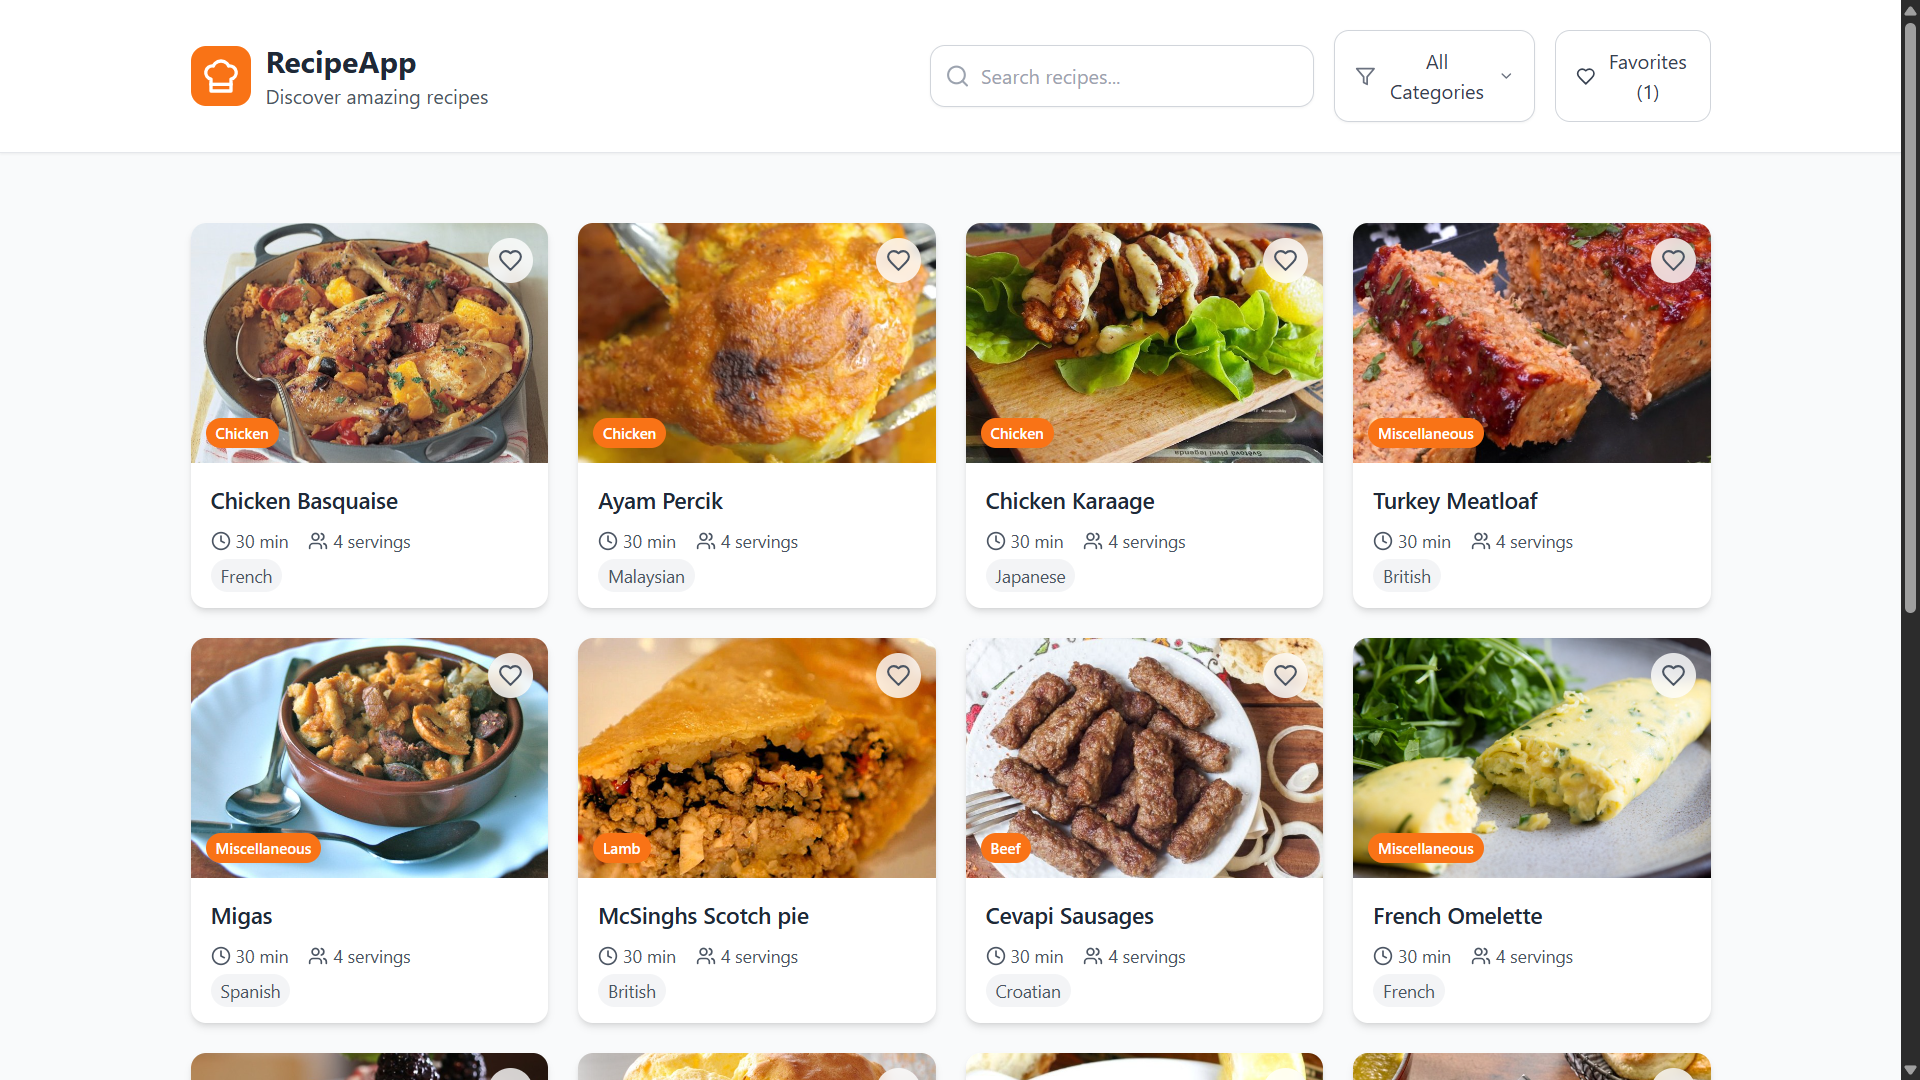 RecipeApp
Discover amazing recipes
Search recipes...
All
Categories
Favorites
(1)
Chicken
Chicken Basquaise
30 min 4 servings
French
Chicken
Ayam Percik
30 min 4 servings
Malaysian
Chicken
Chicken Karaage
30 min 4 servings
Japanese
Miscellaneous
Turkey Meatloaf
30 min 4 servings
British
Miscellaneous
Migas
30 min 4 servings
Spanish
Lamb
McSinghs Scotch pie
30 min 4 servings
British
Beef
Cevapi Sausages
30 min 4 servings
Croatian
Miscellaneous
French Omelette
30 min 4 servings
French